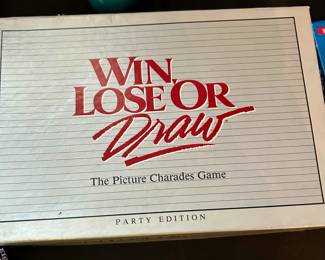 WIN,
LOSE OR
Draw
The Picture Charades Game
PARTY EDITION